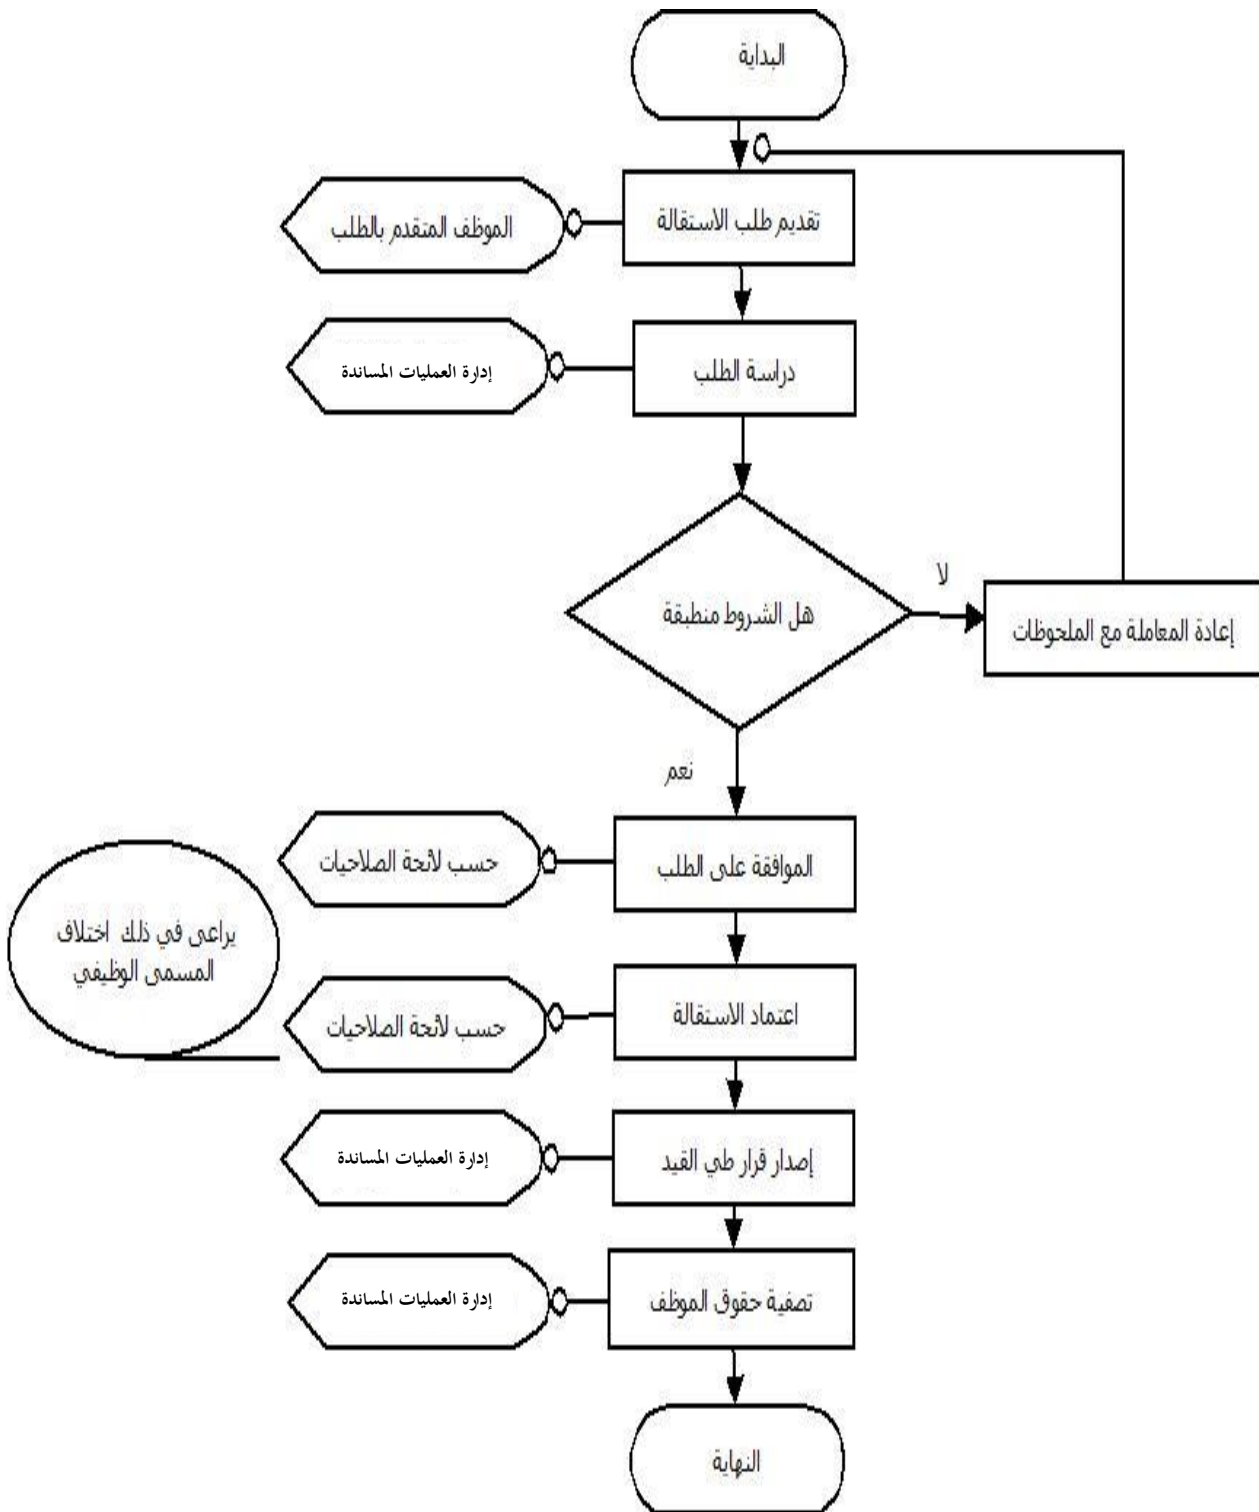 البداية
تقديم طلب الاستقالة
الموظف المتقدم بالطلب
دراسة الطلب
إدارة العمليات المساندة
هل الشروط منطبقة
لا
إعادة المعاملة مع الملحوظات
نعم
الموافقة على الطلب
حسب لائحة الصلاحيات
يراعى في ذلك اختلاف
المسمى الوظيفي
اعتماد الاستقالة
حسب لائحة الصلاحيات
إصدار قرار طي القيد
إدارة العمليات المساندة
تصفية حقوق الموظف
إدارة العمليات المساندة
النهاية